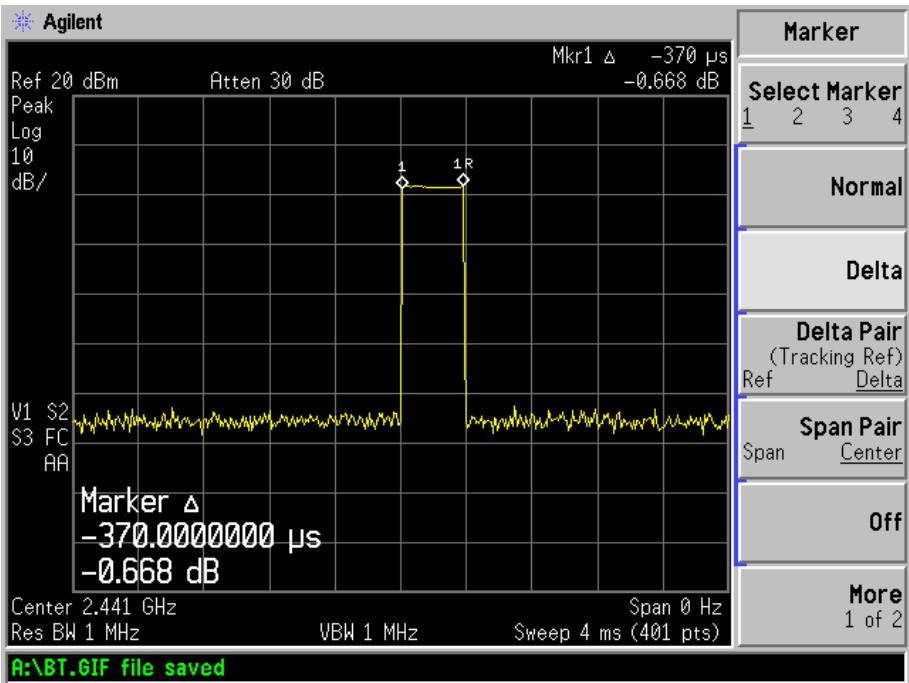 Agilent
Marker
Mkr1 Δ -370 µs
Ref 20 dBm Atten 30 dB -0.668 dB
Peak
Log
10
dB/
1
1R
V1 S2
S3 FC
AA
Marker Δ
-370.0000000 µs
-0.668 dB
Center 2.441 GHz Span 0 Hz
Res BW 1 MHz VBW 1 MHz Sweep 4 ms (401 pts)
A:\BT.GIF file saved
Select Marker
1 2 3 4
Normal
Delta
Delta Pair
(Tracking Ref)
Ref Delta
Span Pair
Span Center
Off
More
1 of 2